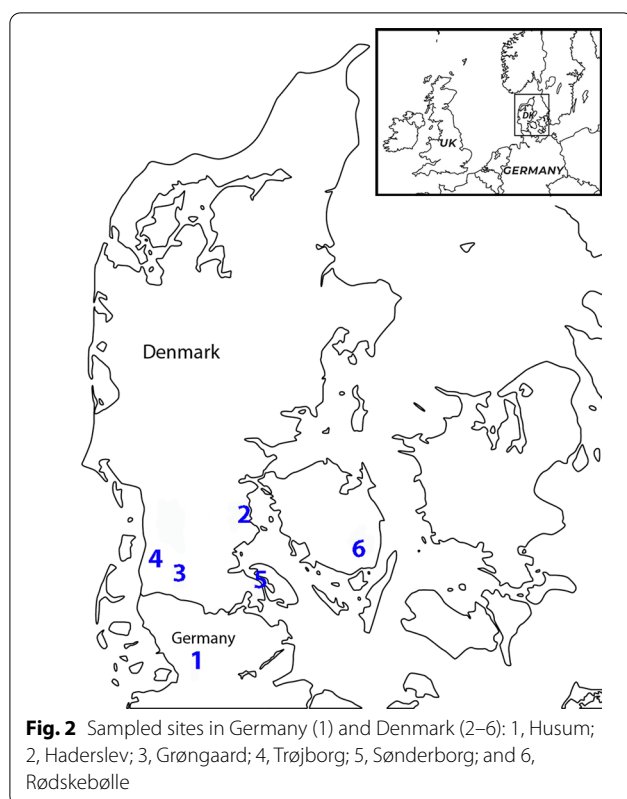 DK
UK
GERMANY
Denmark
2
6
4
3
5
Germany
1
Fig. 2 Sampled sites in Germany (1) and Denmark (2–6): 1, Husum;
2, Haderslev; 3, Grøngaard; 4, Trøjborg; 5, Sønderborg; and 6,
Rødskebølle